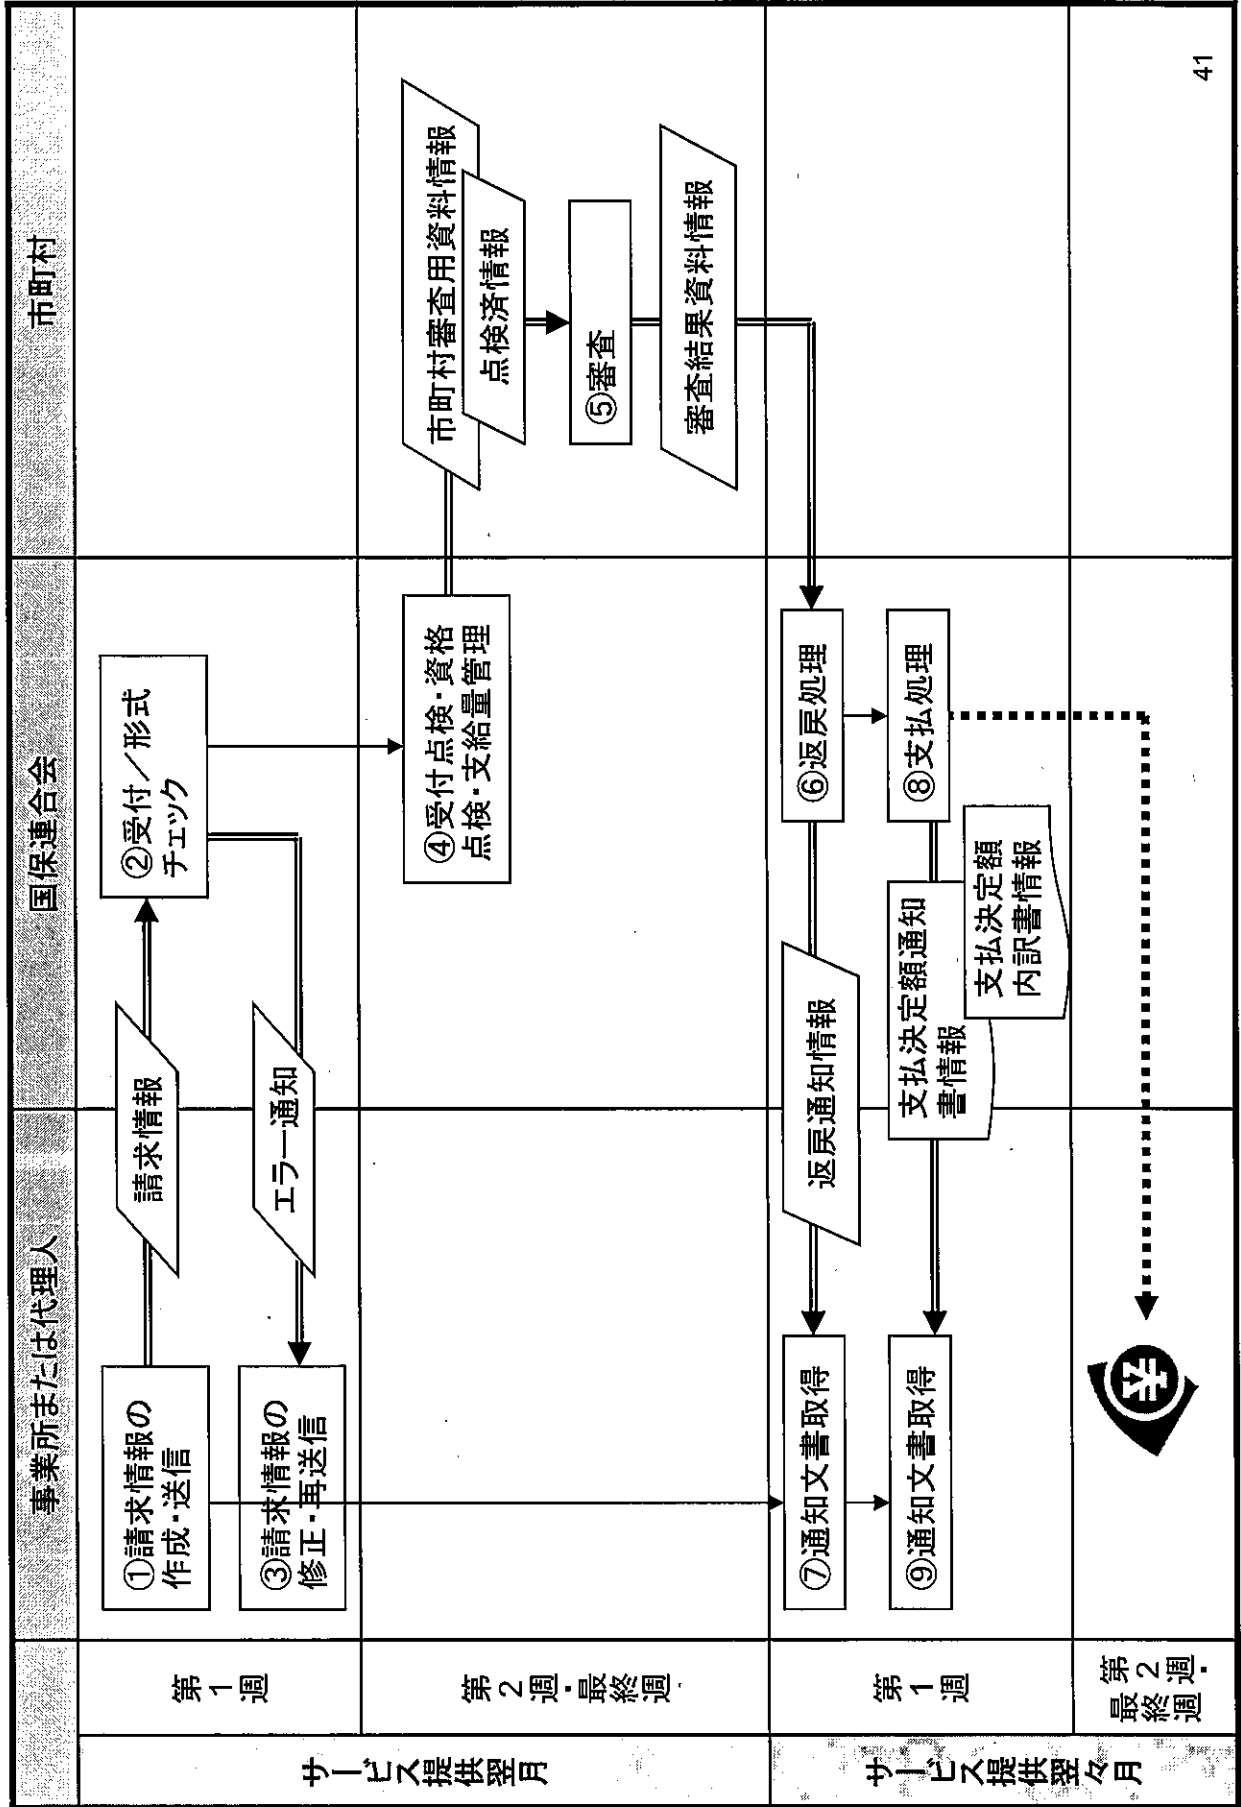 事業所または代理人
国保連合会
市町村
サービス提供翌月
第1週
①請求情報の
作成・送信
請求情報
②受付／形式
チェック
エラー通知
③請求情報の
修正・再送信
第2週・最終週
④受付点検・資格
点検・支給量管理
市町村審査用資料情報
点検済情報
⑤審査
審査結果資料情報
サービス提供翌々月
第1週
⑥返戻処理
返戻通知情報
⑦通知文書取得
⑧支払処理
支払決定額通知
書情報
支払決定額
内訳書情報
⑨通知文書取得
第2週・
最終週
¥
41